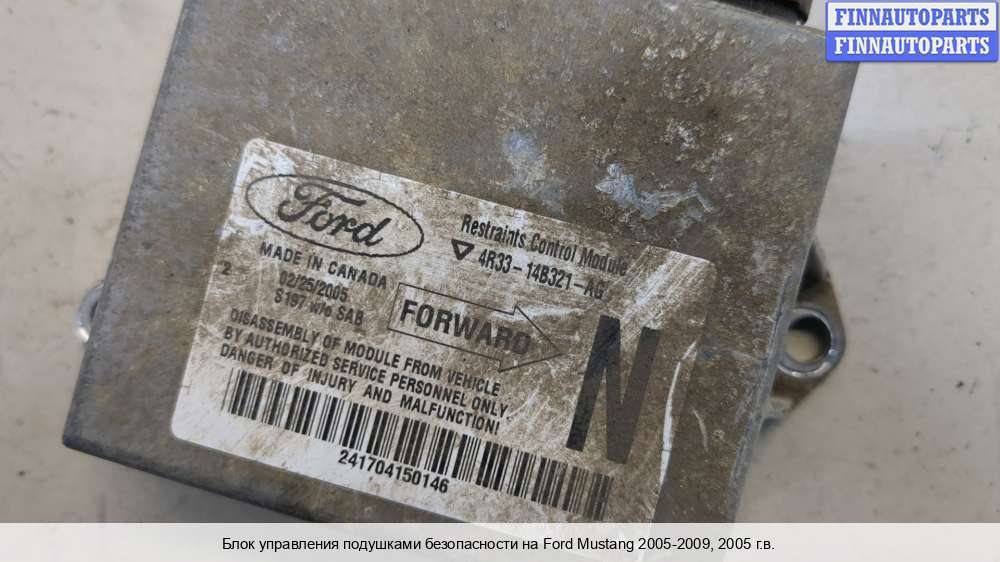 FINNAUTOPARTS
FINNAUTOPARTS
Ford
Restraints Control Module
4R33-14B321-AG
MADE IN CANADA
02/25/2005
2 S197 w/o SAB
FORWARD
N
DISASSEMBLY OF MODULE FROM VEHICLE
BY AUTHORIZED SERVICE PERSONNEL ONLY.
DANGER OF INJURY AND MALFUNCTION!
241704150146
Блок управления подушками безопасности на Ford Mustang 2005-2009, 2005 г.в.